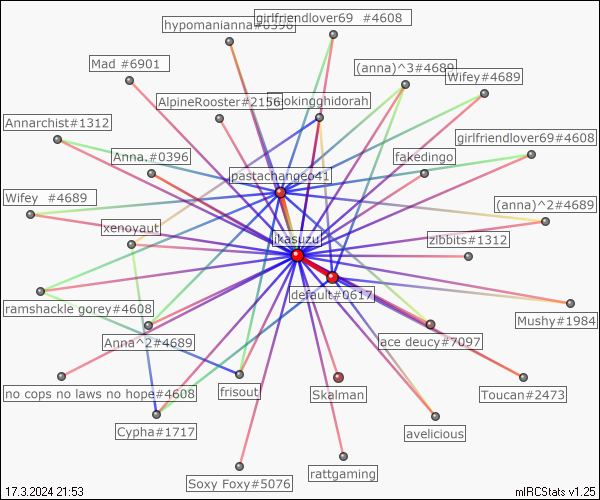 girlfriendlover69 #4608
hypomanianna#0396
Mad #6901
(anna)^3#4689
Wifey#4689
AlpineRooster#2156
Annarchist#1312
girlfriendlover69#4608
Anna.#0396
fakedingo
pastachangeo41
Wifey #4689
(anna)^2#4689
xenoyaut
jkasuzu
zibbits#1312
default#0617
ramshackle gorey#4608
Mushy#1984
Anna^2#4689
ace deucy#7097
no cops no laws no hope#4608
frisout
Skalman
Toucan#2473
Cypha#1717
avelicious
rattgaming
Soxy Foxy#5076
17.3.2024 21:53
mIRCStats v1.25